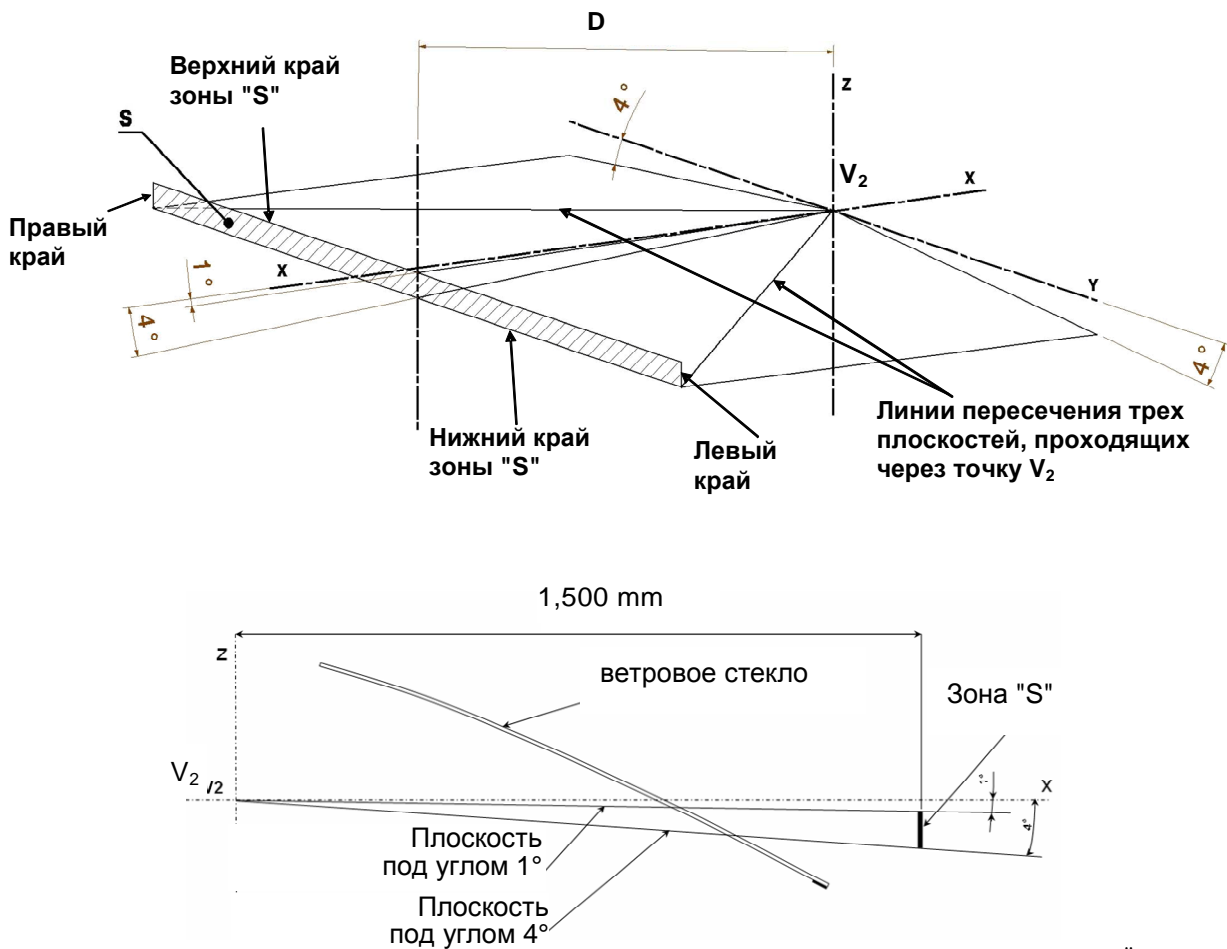 D
Верхний край
зоны "S"
S
4°
Z
V2
X
Правый
край
X
1°
4°
Y
4°
Линии пересечения трех
плоскостей, проходящих
через точку V2
Нижний край
зоны "S"
Левый
край
1,500 mm
Z
ветровое стекло
Зона "S"
V2
V2
1°
X
4°
Плоскость
под углом 1°
Плоскость
под углом 4°